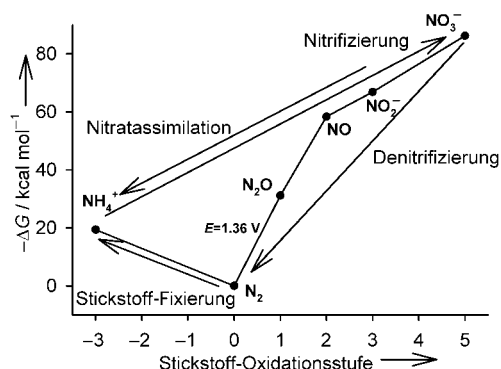 NO₃⁻
Nitrifizierung
80
60
40
20
0
−ΔG / kcal mol⁻¹
Nitratassimilation
NO₂⁻
NO
Denitrifizierung
N₂O
NH₄⁺
E=1.36 V
N₂
Stickstoff-Fixierung
−3 −2 −1 0 1 2 3 4 5
Stickstoff-Oxidationsstufe